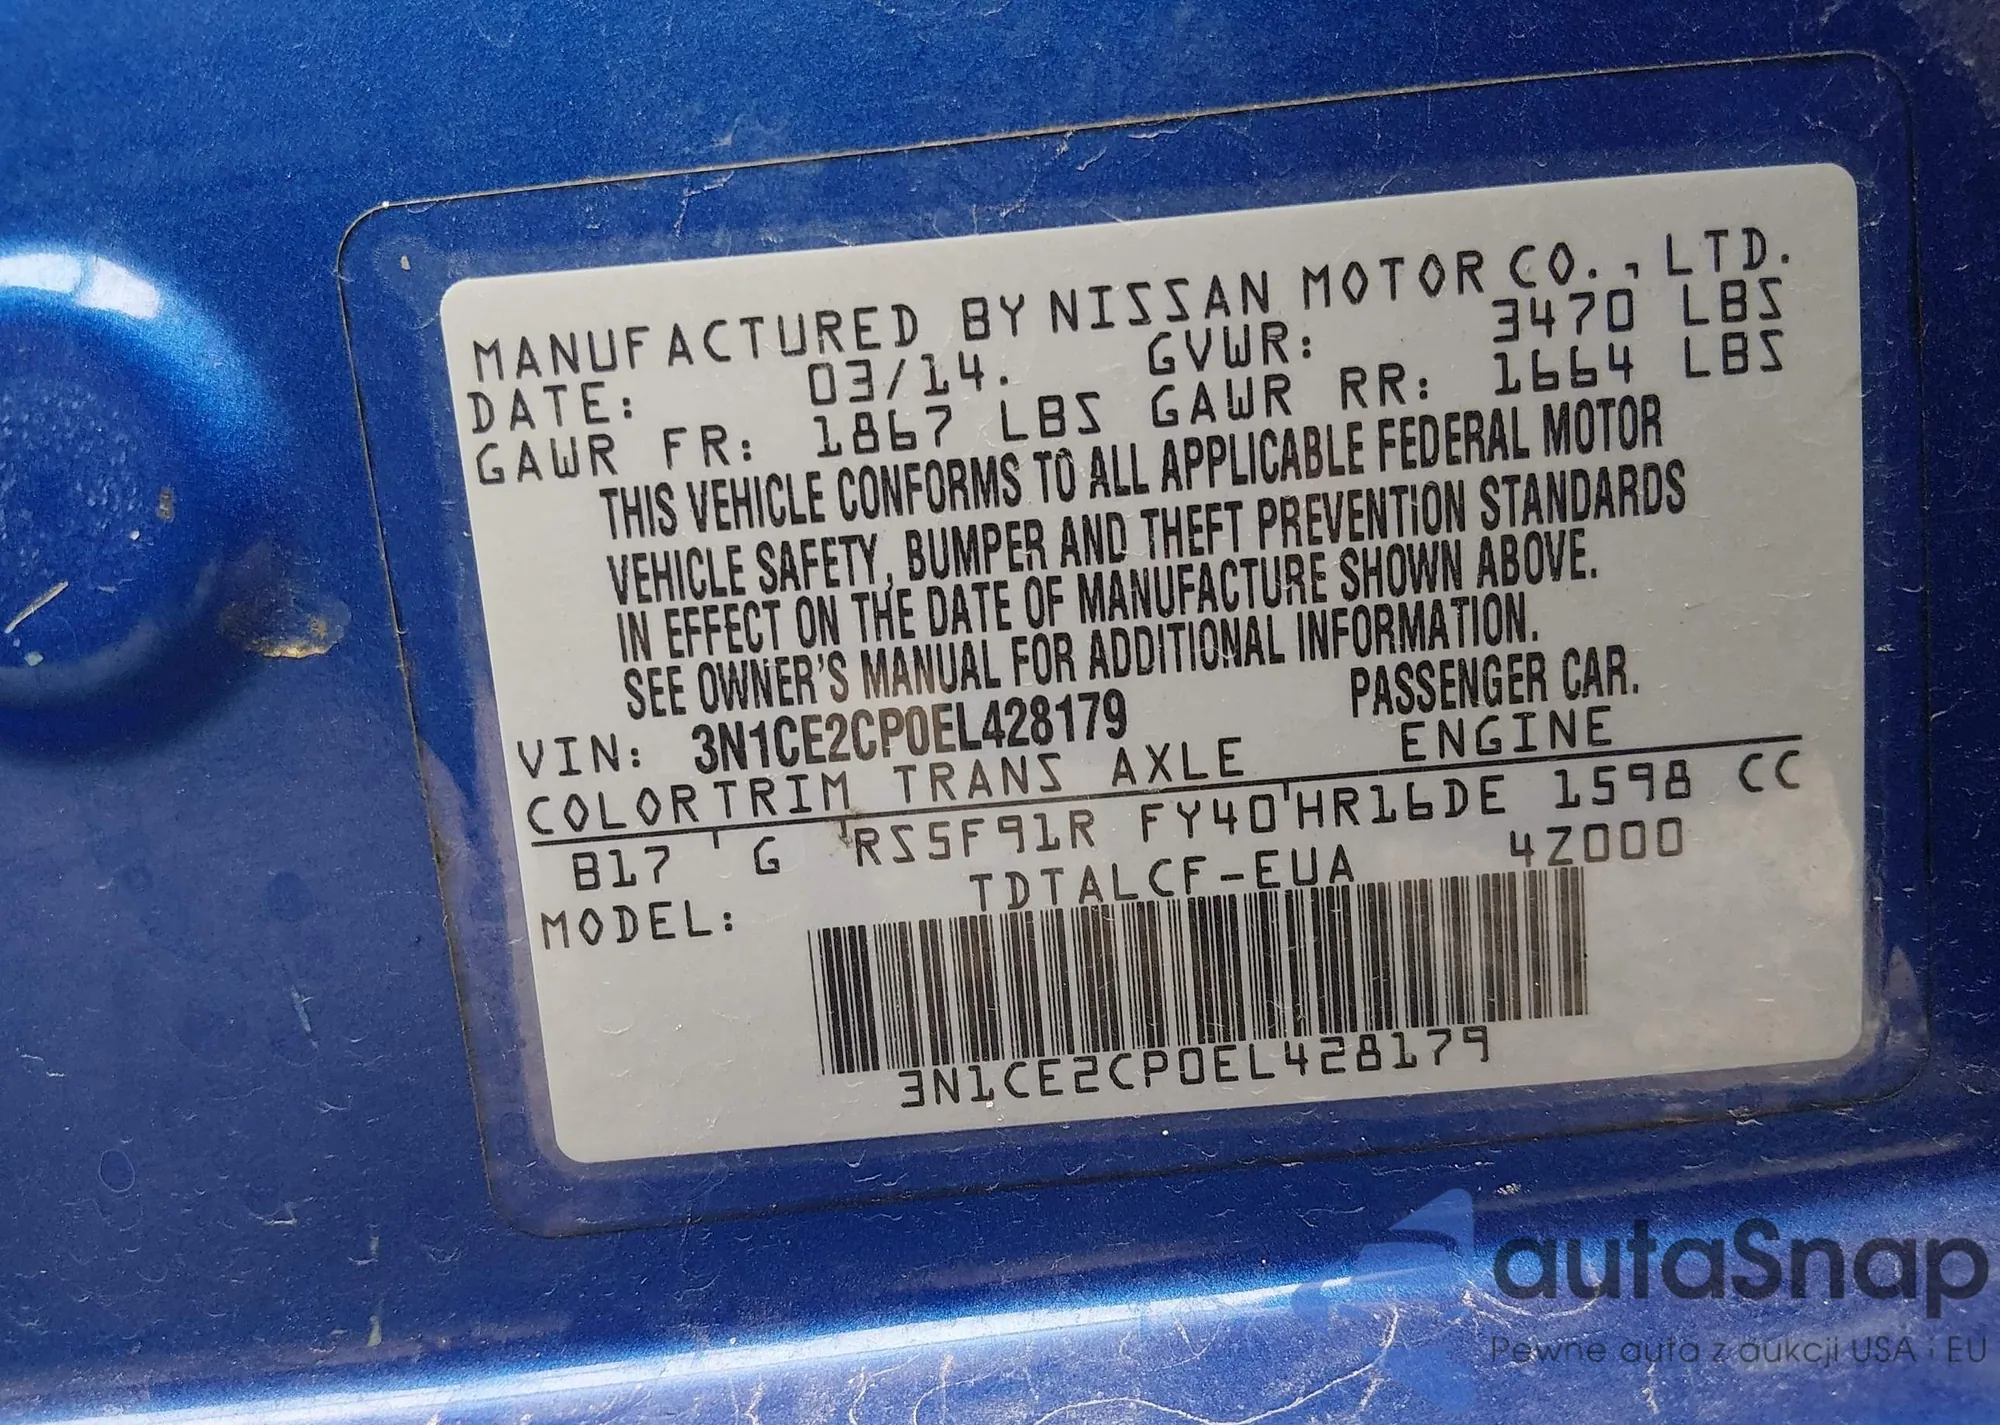 MANUFACTURED BY NISSAN MOTOR CO., LTD.
DATE: 03/14. GVWR: 3470 LBS
GAWR FR: 1867 LBS GAWR RR: 1664 LBS
THIS VEHICLE CONFORMS TO ALL APPLICABLE FEDERAL MOTOR
VEHICLE SAFETY, BUMPER AND THEFT PREVENTION STANDARDS
IN EFFECT ON THE DATE OF MANUFACTURE SHOWN ABOVE.
SEE OWNER'S MANUAL FOR ADDITIONAL INFORMATION.
VIN: 3N1CE2CP0EL428179 PASSENGER CAR.
COLOR TRIM TRANS AXLE ENGINE
B17 ' G 'RS5F91R FY40'HR16DE 1598 CC
MODEL: TDTALCF-EUA 4Z000
3N1CE2CP0EL428179
autaSnap
Pewne auta z aukcji USA i EU